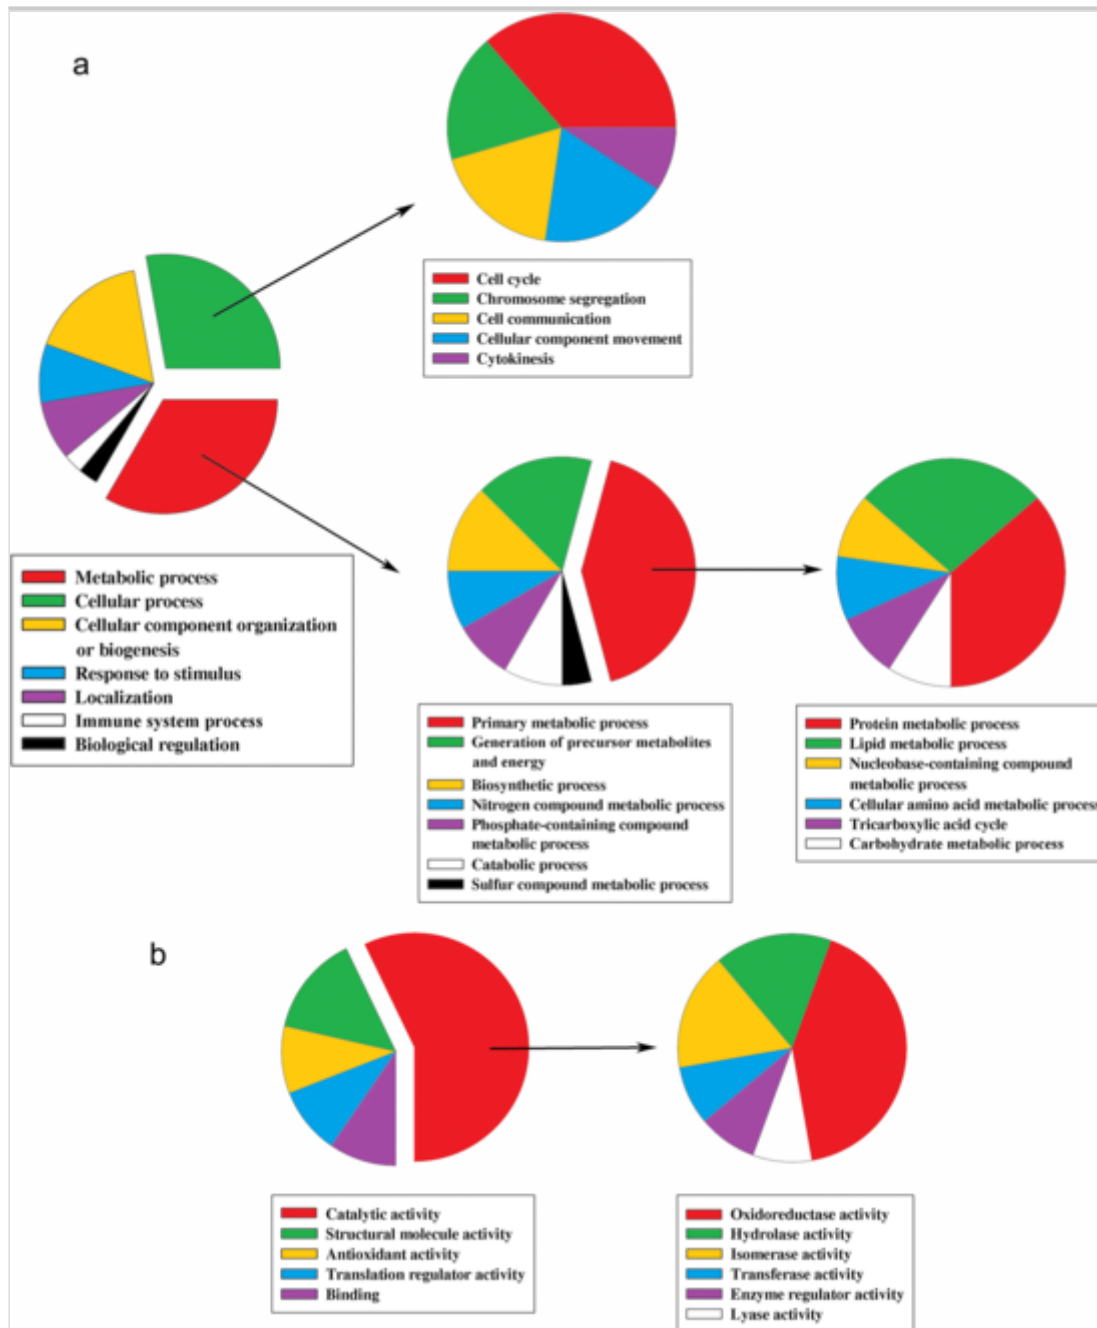 a
Cell cycle
Chromosome segregation
Cell communication
Cellular component movement
Cytokinesis
Metabolic process
Cellular process
Cellular component organization
or biogenesis
Response to stimulus
Localization
Immune system process
Biological regulation
Primary metabolic process
Generation of precursor metabolites
and energy
Biosynthetic process
Nitrogen compound metabolic process
Phosphate-containing compound
metabolic process
Catabolic process
Sulfur compound metabolic process
Protein metabolic process
Lipid metabolic process
Nucleobase-containing compound
metabolic process
Cellular amino acid metabolic process
Tricarboxylic acid cycle
Carbohydrate metabolic process
b
Catalytic activity
Structural molecule activity
Antioxidant activity
Translation regulator activity
Binding
Oxidoreductase activity
Hydrolase activity
Isomerase activity
Transferase activity
Enzyme regulator activity
Lyase activity